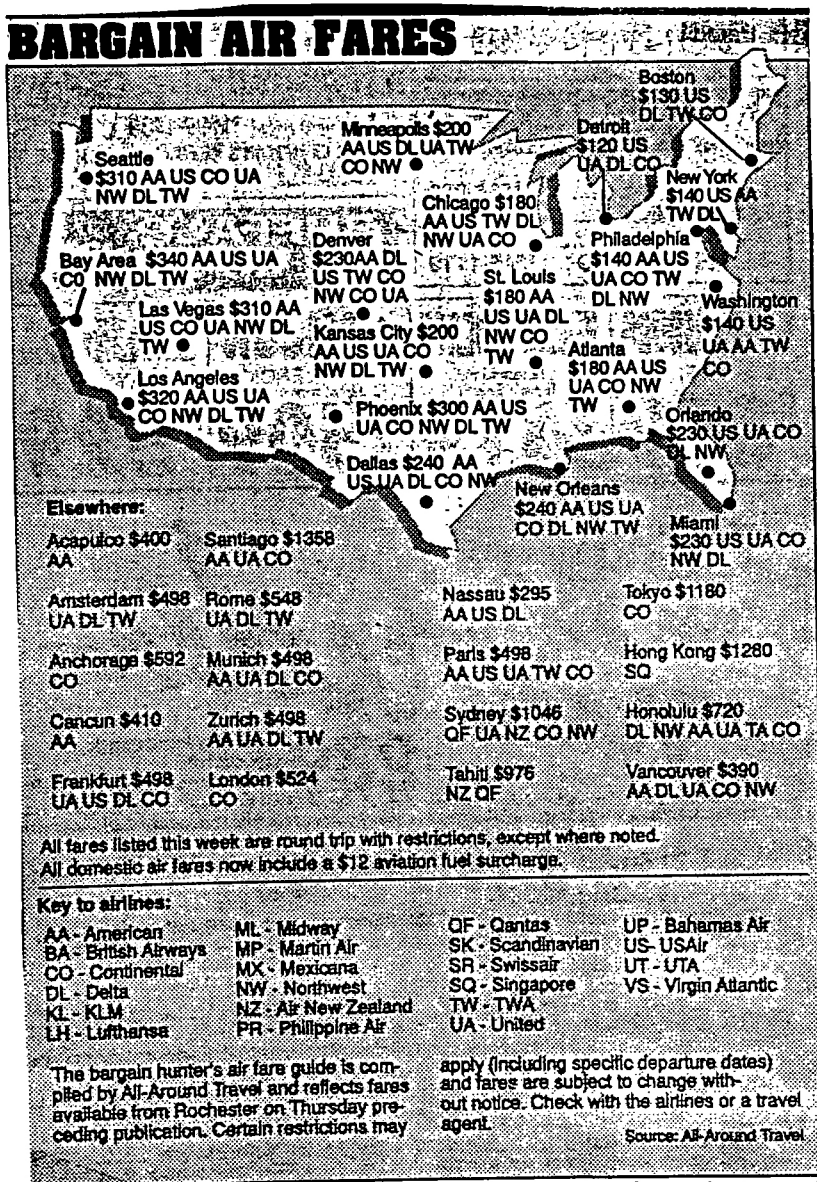 BARGAIN AIR FARES
Boston
$130 US
DL TW CO
Minneapolis $200
AA US DL UA TW
CO NW
Detroit
$120 US
UA DL CO
Seattle
$310 AA US CO UA
NW DL TW
New York
$140 US AA
TW DL
Chicago $180
AA US TW DL
NW UA CO
Bay Area $340 AA US UA
CO NW DL TW
Denver
$230 AA DL
US TW CO
NW CO UA
Philadelphia
$140 AA US
UA CO TW
DL NW
St. Louis
$180 AA
US UA DL
NW CO
TW
Washington
$140 US
UA AA TW
CO
Las Vegas $310 AA
US CO UA NW DL
TW
Kansas City $200
AA US UA CO
NW DL TW
Atlanta
$180 AA US
UA CO NW
TW
Los Angeles
$320 AA US UA
CO NW DL TW
Phoenix $300 AA US
UA CO NW DL TW
Orlando
$230 US UA CO
DL NW
Dallas $240 AA
US UA DL CO NW
New Orleans
$240 AA US UA
CO DL NW TW
Miami
$230 US UA CO
NW DL
Elsewhere:
Acapulco $400
AA
Amsterdam $498
UA DL TW
Anchorage $592
CO
Cancun $410
AA
Frankfurt $498
UA US DL CO
Santiago $1358
AA UA CO
Rome $548
UA DL TW
Munich $498
AA UA DL CO
Zurich $498
AA UA DL TW
London $524
CO
Nassau $295
AA US DL
Paris $498
AA US UA TW CO
Sydney $1046
QF UA NZ CO NW
Tahiti $976
NZ QF
Tokyo $1180
CO
Hong Kong $1280
SQ
Honolulu $720
DL NW AA UA TA CO
Vancouver $390
AA DL UA CO NW
All fares listed this week are round trip with restrictions, except where noted.
All domestic air fares now include a $12 aviation fuel surcharge.
Key to airlines:
AA - American
BA - British Airways
CO - Continental
DL - Delta
KL - KLM
LH - Lufthansa
ML - Midway
MP - Martin Air
MX - Mexicana
NW - Northwest
NZ - Air New Zealand
PR - Philippine Air
QF - Qantas
SK - Scandinavian
SR - Swissair
SQ - Singapore
TW - TWA
UA - United
UP - Bahamas Air
US - USAir
UT - UTA
VS - Virgin Atlantic
The bargain hunter's air fare guide is com-
piled by All-Around Travel and reflects fares
available from Rochester on Thursday pre-
ceding publication. Certain restrictions may
apply (including specific departure dates)
and fares are subject to change with-
out notice. Check with the airlines or a travel
agent.
Source: All-Around Travel